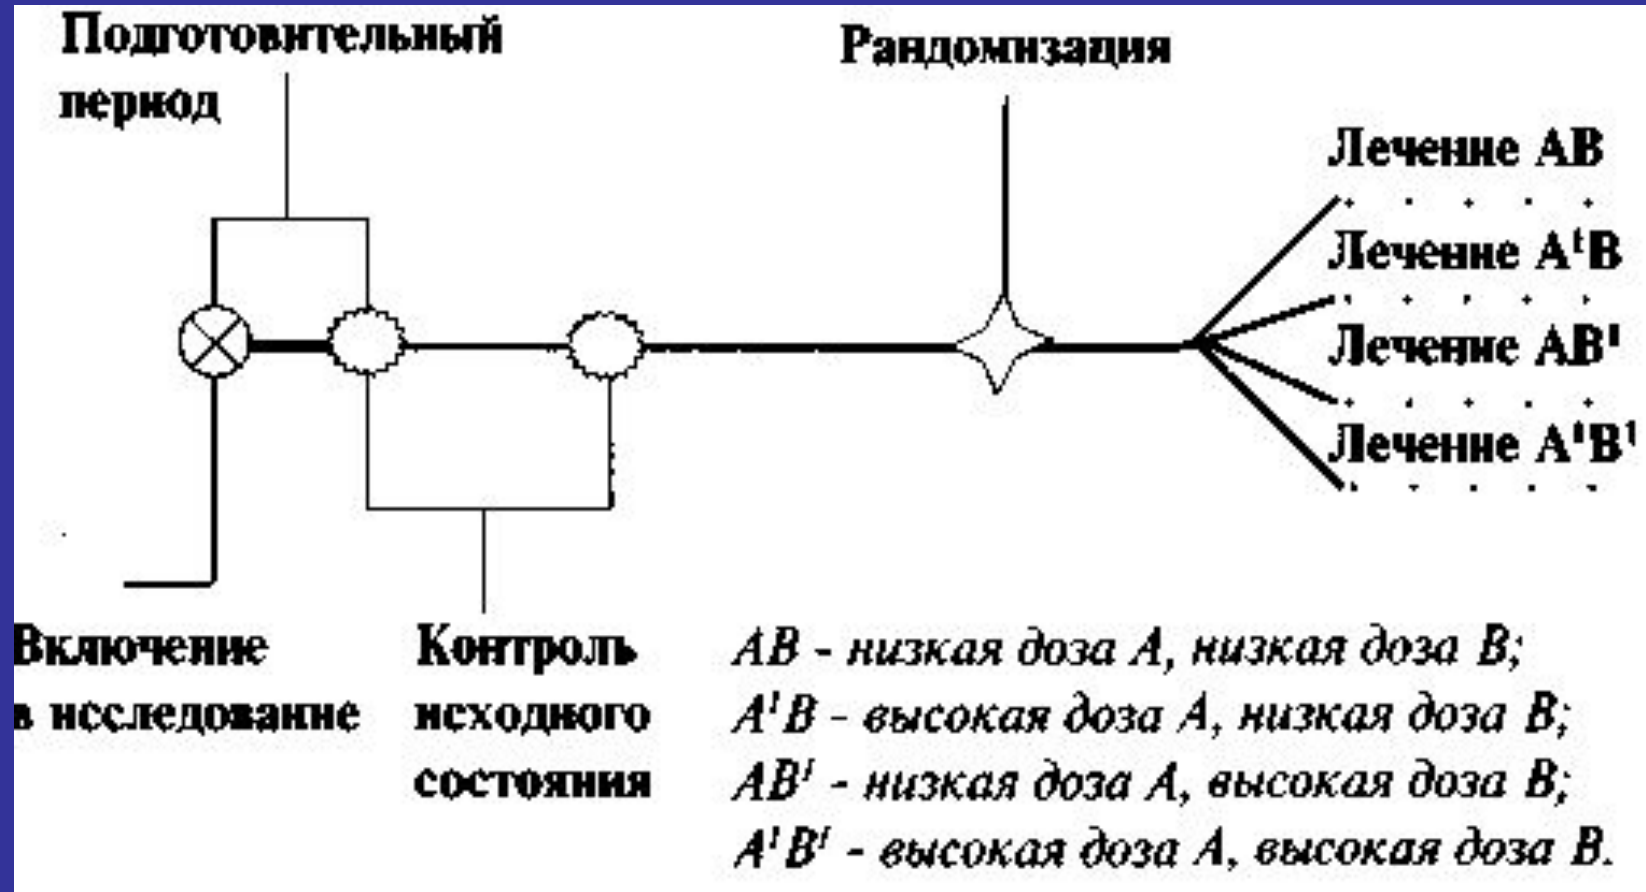 Подготовительный
период
Рандомизация
Лечение AB
Лечение A¹B
Лечение AB¹
Лечение A¹B¹
Включение
в исследование
Контроль
исходного
состояния
AB - низкая доза A, низкая доза B;
A¹B - высокая доза A, низкая доза B;
AB¹ - низкая доза A, высокая доза B;
A¹B¹ - высокая доза A, высокая доза B.